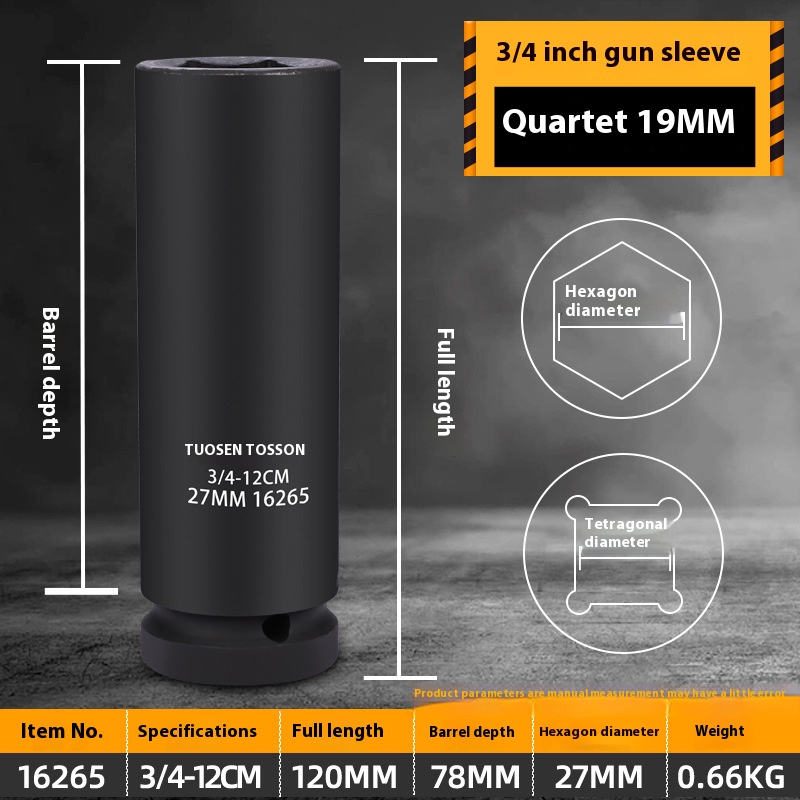 3/4 inch gun sleeve
Quartet 19MM
Barrel depth
Full length
Hexagon
diameter
TUOSEN TOSSON
3/4-12CM
27MM 16265
Tetragonal
diameter
Product parameters are manual measurement may have a little error
Item No.
Specifications
Full length
Barrel depth
Hexagon diameter
Weight
16265
3/4-12CM
120MM
78MM
27MM
0.66KG